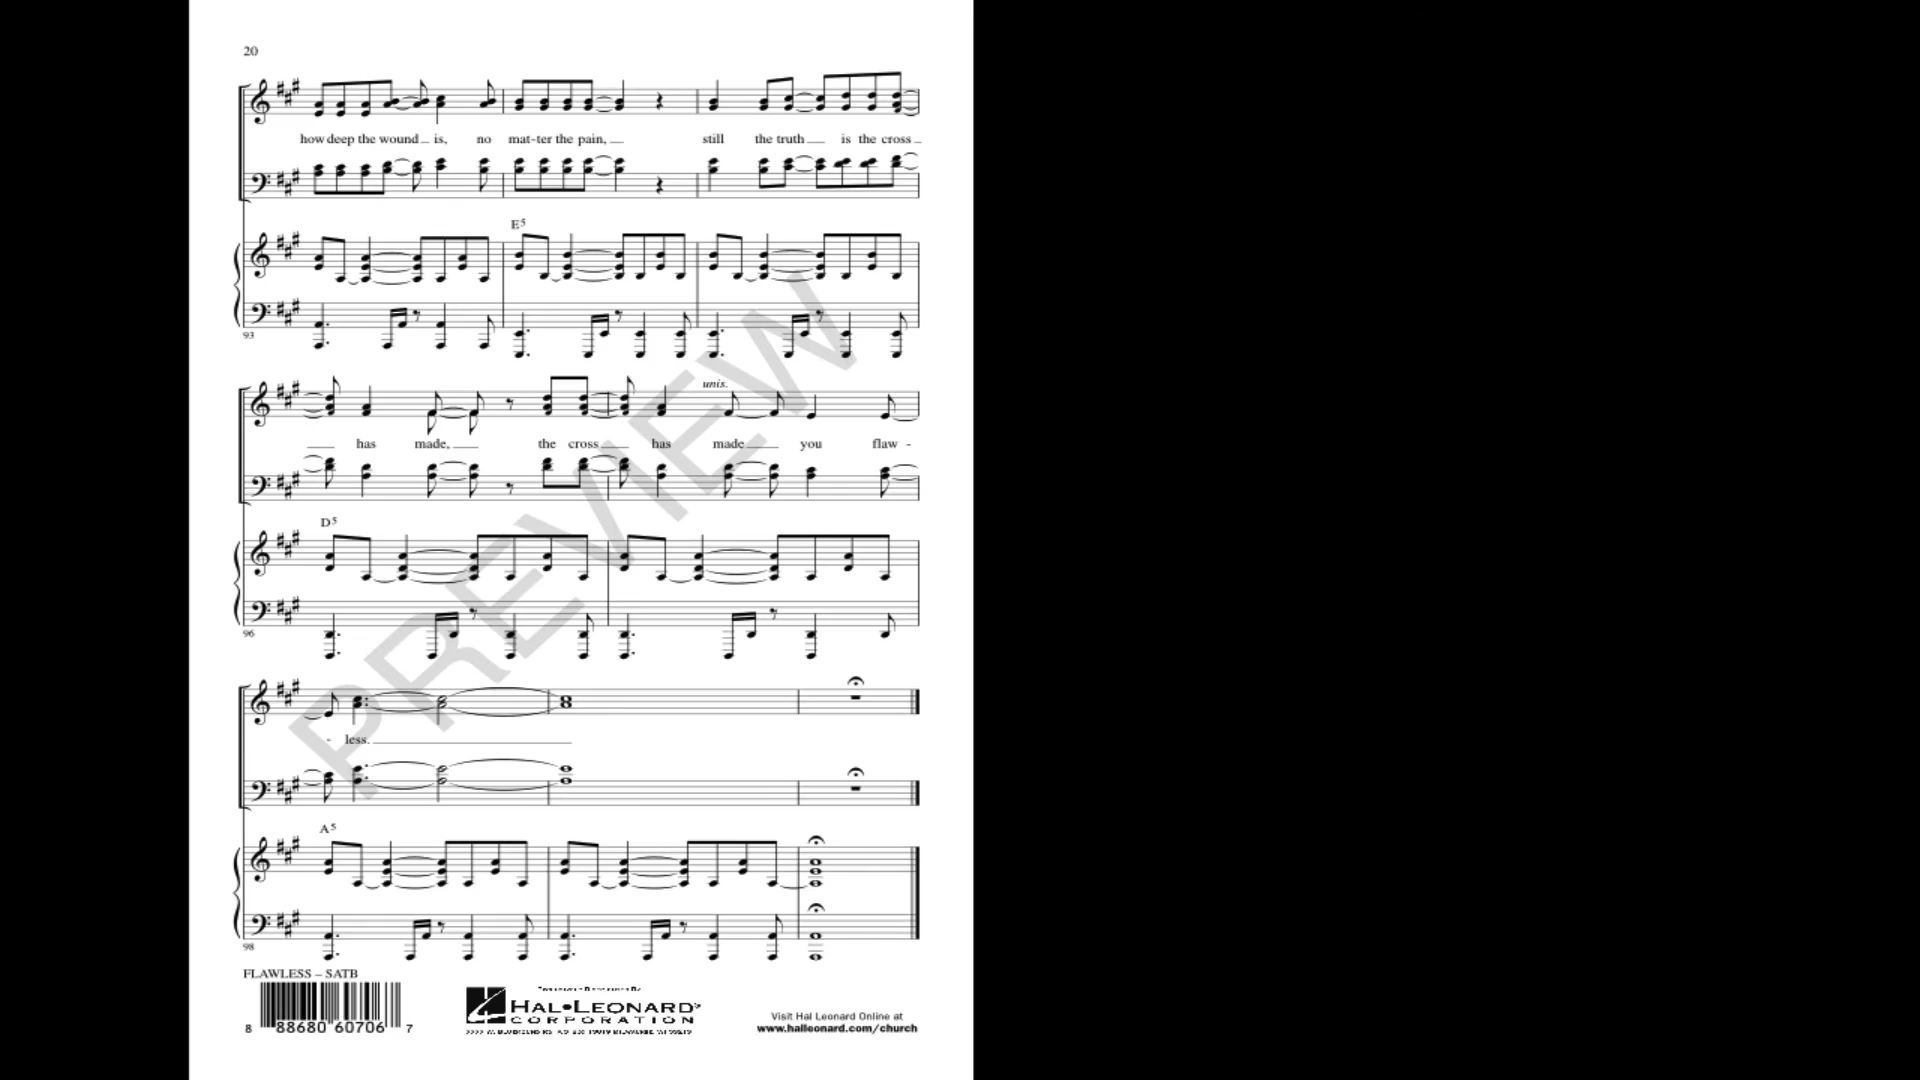 20
how deep the wound is, no mat-ter the pain, still the truth is the cross
E5
93
unis.
has made, the cross has made you flaw -
D5
96
- less.
A5
98
PREVIEW
FLAWLESS – SATB
8 88680 60706 7
HAL•LEONARD®
CORPORATION
Visit Hal Leonard Online at
www.halleonard.com/church